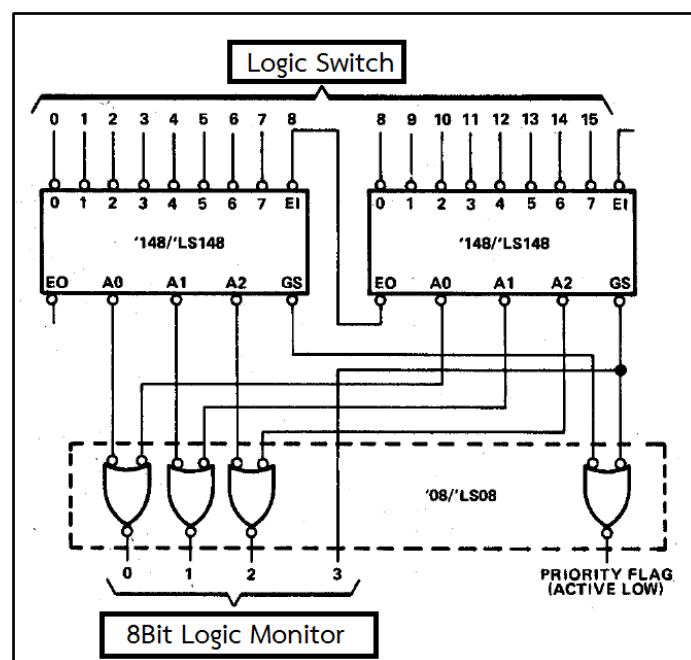 Logic Switch
0 1 2 3 4 5 6 7 8 8 9 10 11 12 13 14 15
0 1 2 3 4 5 6 7 EI 0 1 2 3 4 5 6 7 EI
'148/'LS148 '148/'LS148
EO A0 A1 A2 GS EO A0 A1 A2 GS
'08/'LS08
0 1 2 3 PRIORITY FLAG
(ACTIVE LOW)
8Bit Logic Monitor